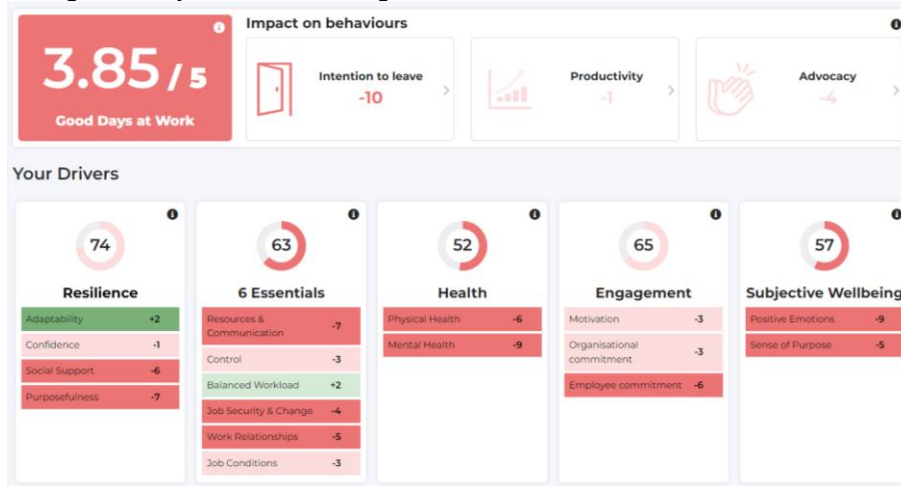 Impact on behaviours
3.85 / 5
Good Days at Work
Intention to leave
-10
Productivity
-1
Advocacy
-4
Your Drivers
74
Resilience
Adaptability +2
Confidence -1
Social Support -6
Purposefulness -7
63
6 Essentials
Resources &
Communication -7
Control -3
Balanced Workload +2
Job Security & Change -4
Work Relationships -5
Job Conditions -3
52
Health
Physical Health -6
Mental Health -9
65
Engagement
Motivation -3
Organisational
commitment -3
Employee commitment -6
57
Subjective Wellbeing
Positive Emotions -9
Sense of Purpose -5